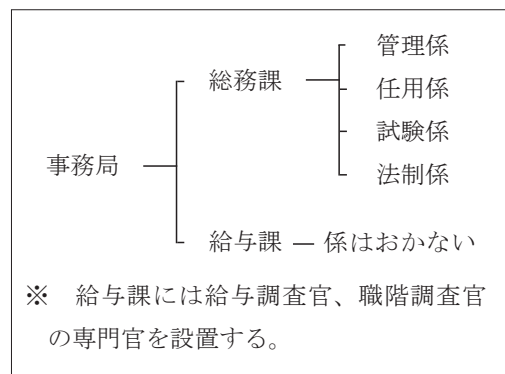 管理係
総務課
任用係
試験係
事務局
法制係
給与課 ― 係はおかない
※　給与課には給与調査官、職階調査官
の専門官を設置する。